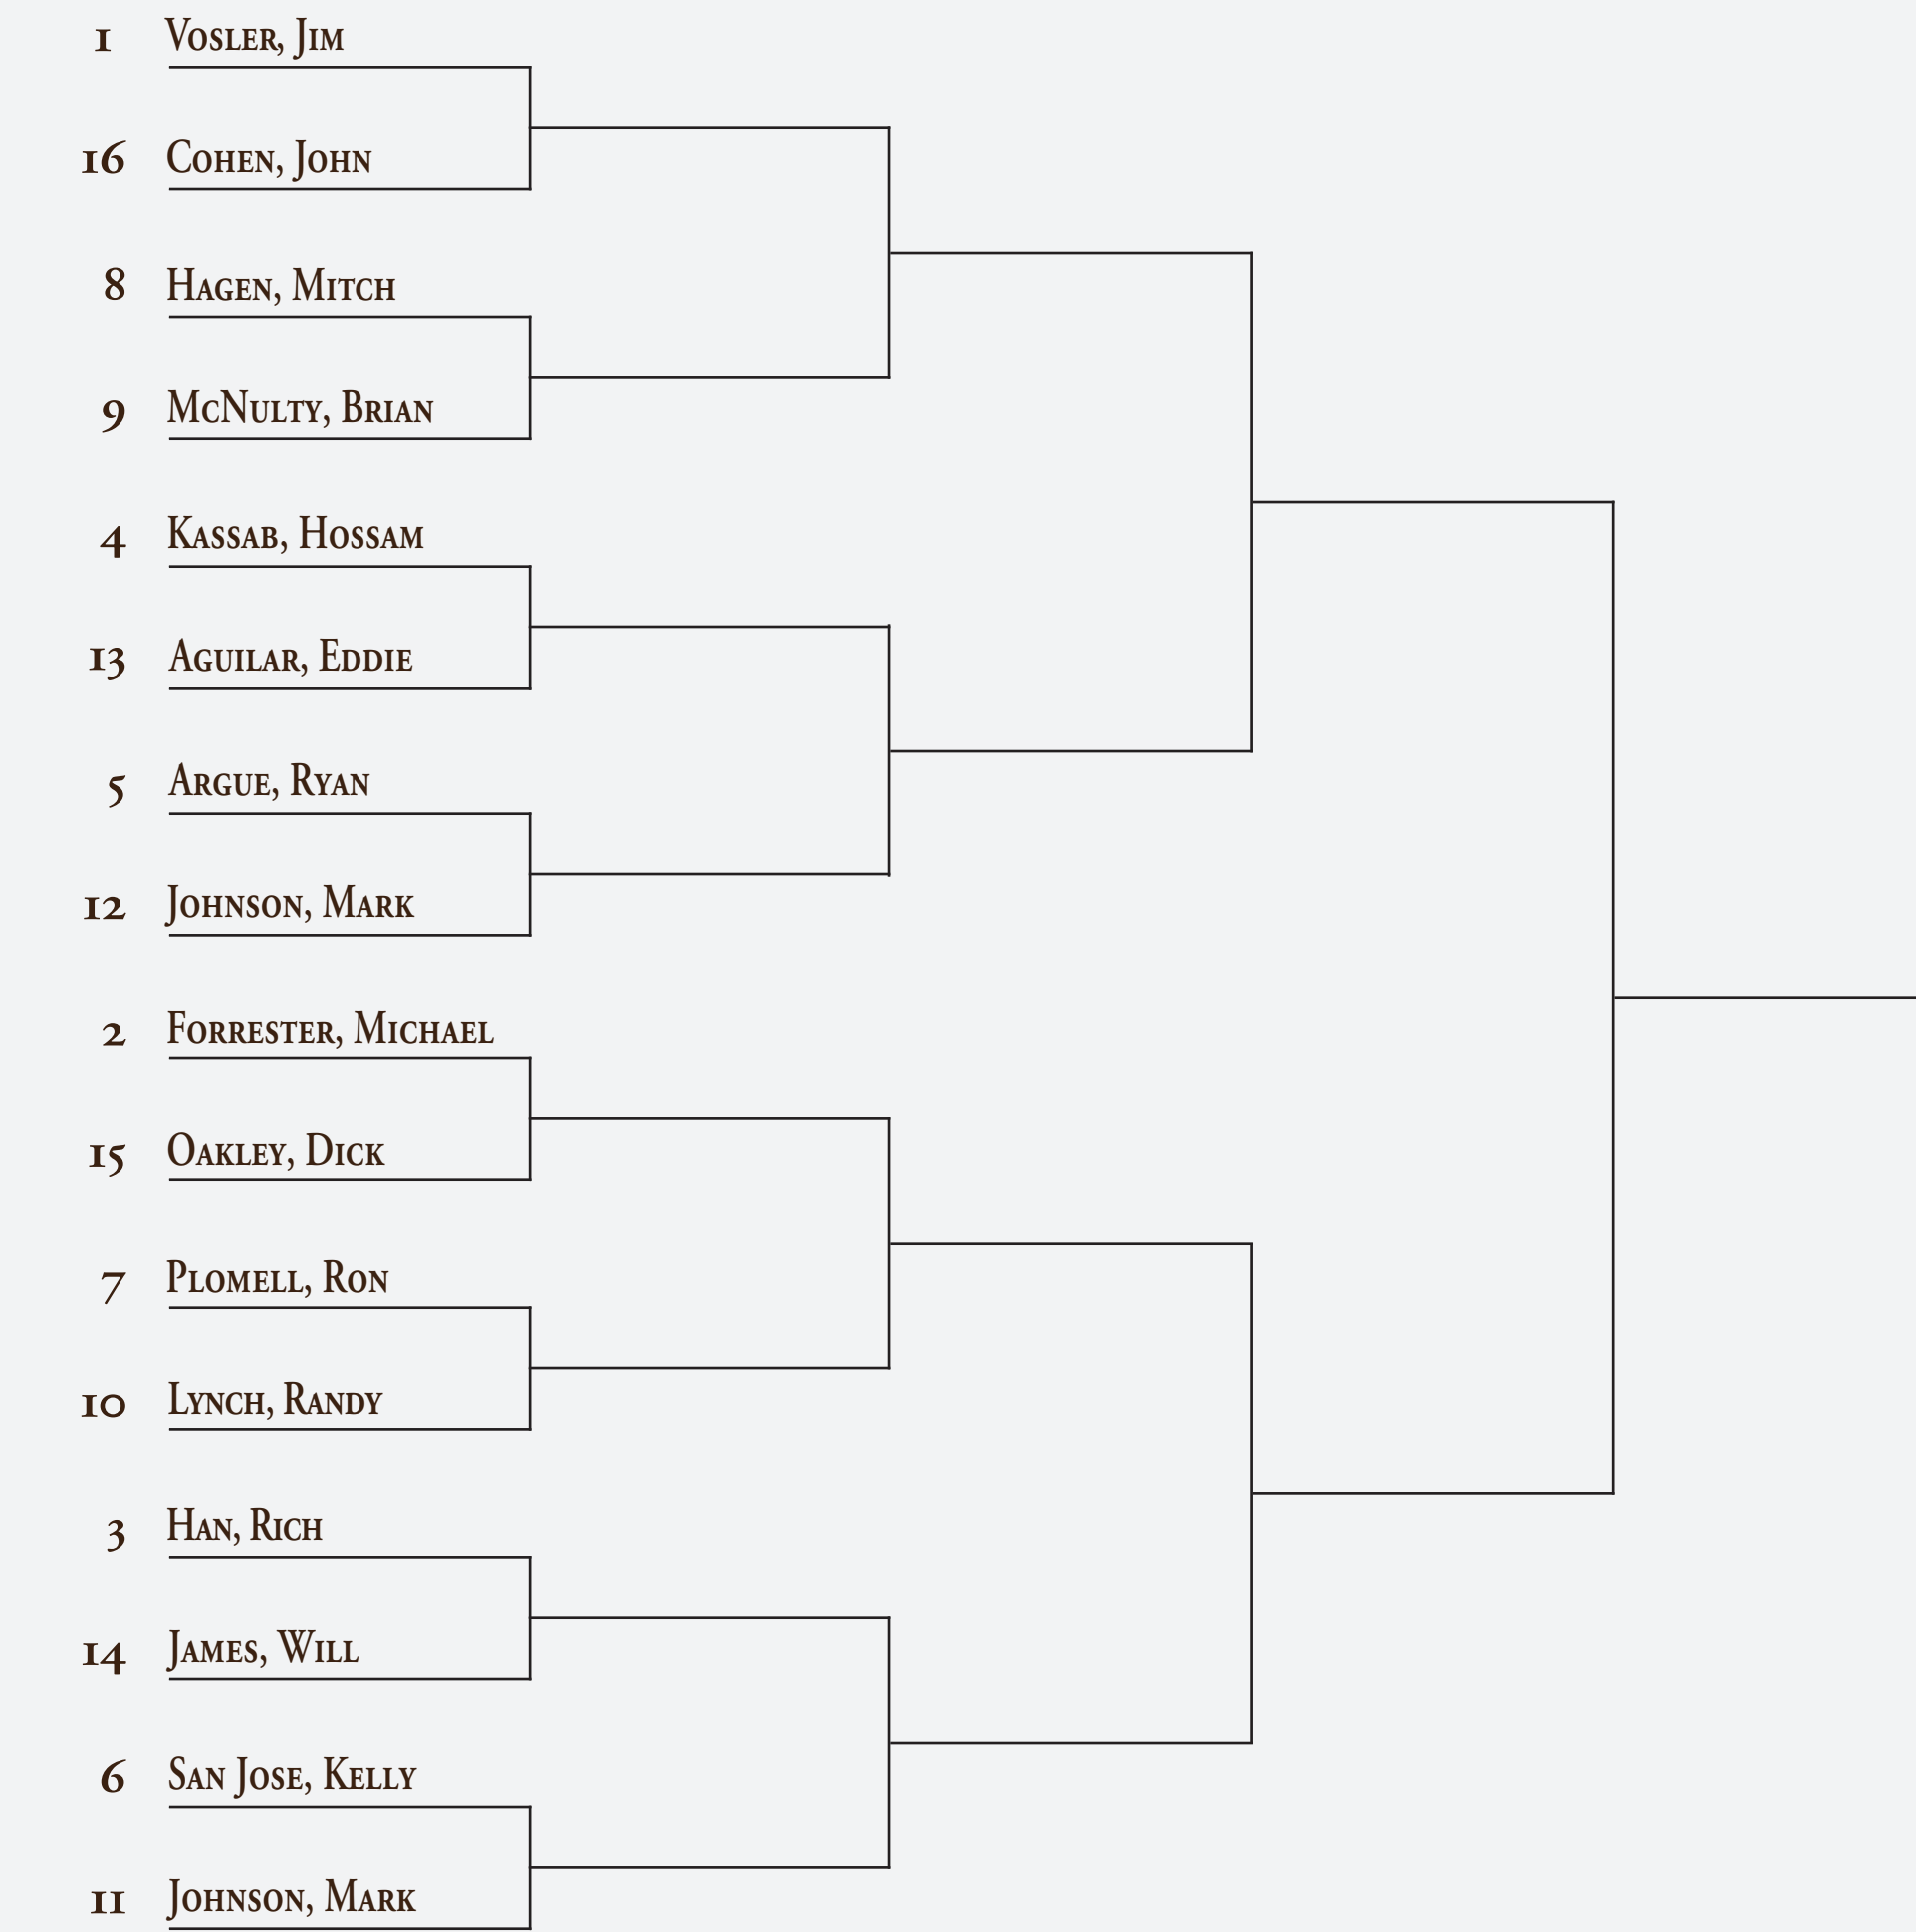 1 Vosler, Jim
16 Cohen, John
8 Hagen, Mitch
9 McNulty, Brian
4 Kassab, Hossam
13 Aguilar, Eddie
5 Argue, Ryan
12 Johnson, Mark
2 Forrester, Michael
15 Oakley, Dick
7 Plomell, Ron
10 Lynch, Randy
3 Han, Rich
14 James, Will
6 San Jose, Kelly
11 Johnson, Mark